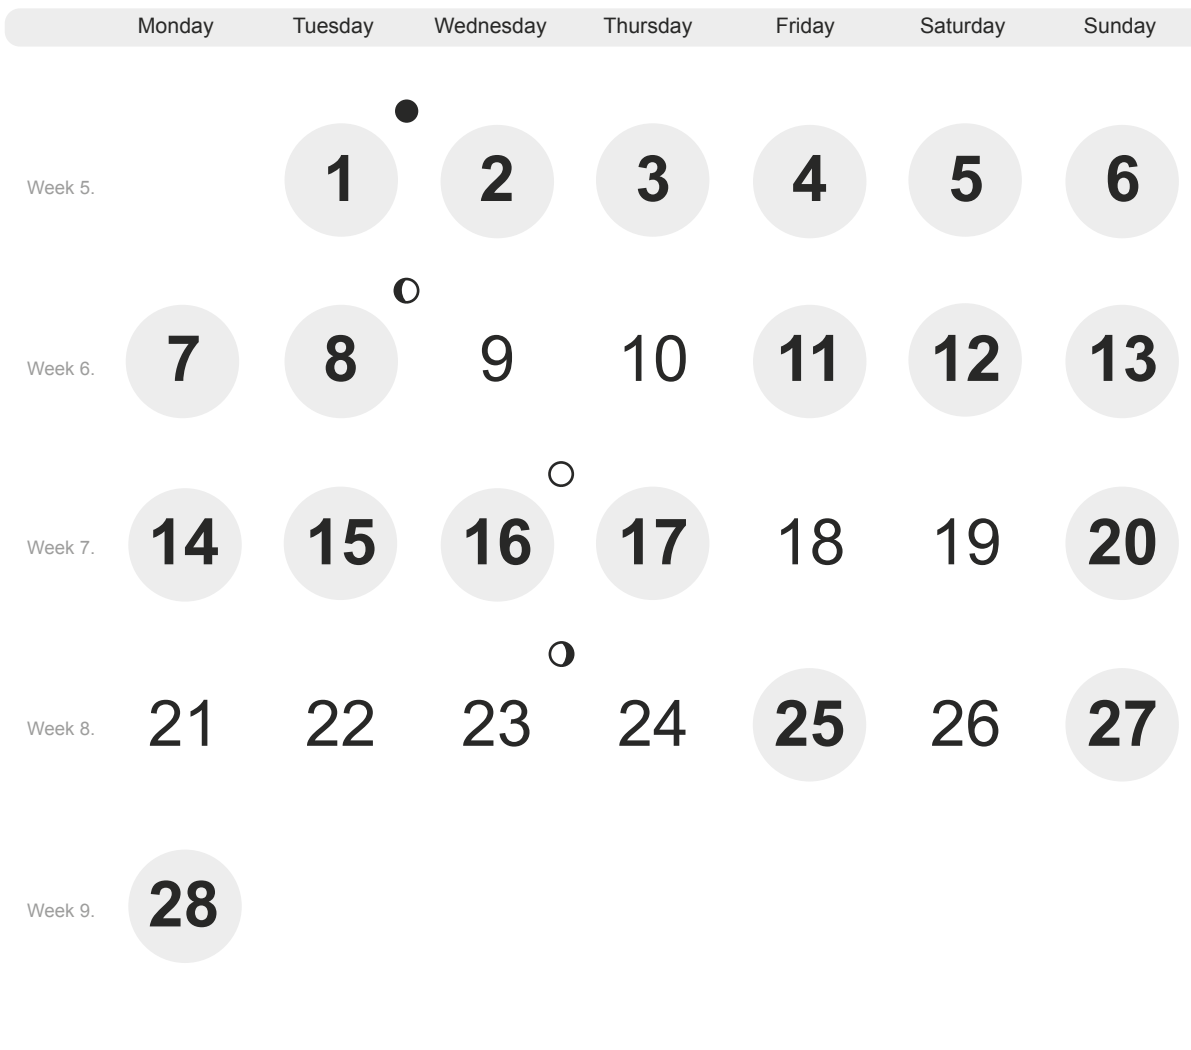 Monday Tuesday Wednesday Thursday Friday Saturday Sunday
Week 5. 1 2 3 4 5 6
Week 6. 7 8 9 10 11 12 13
Week 7. 14 15 16 17 18 19 20
Week 8. 21 22 23 24 25 26 27
Week 9. 28